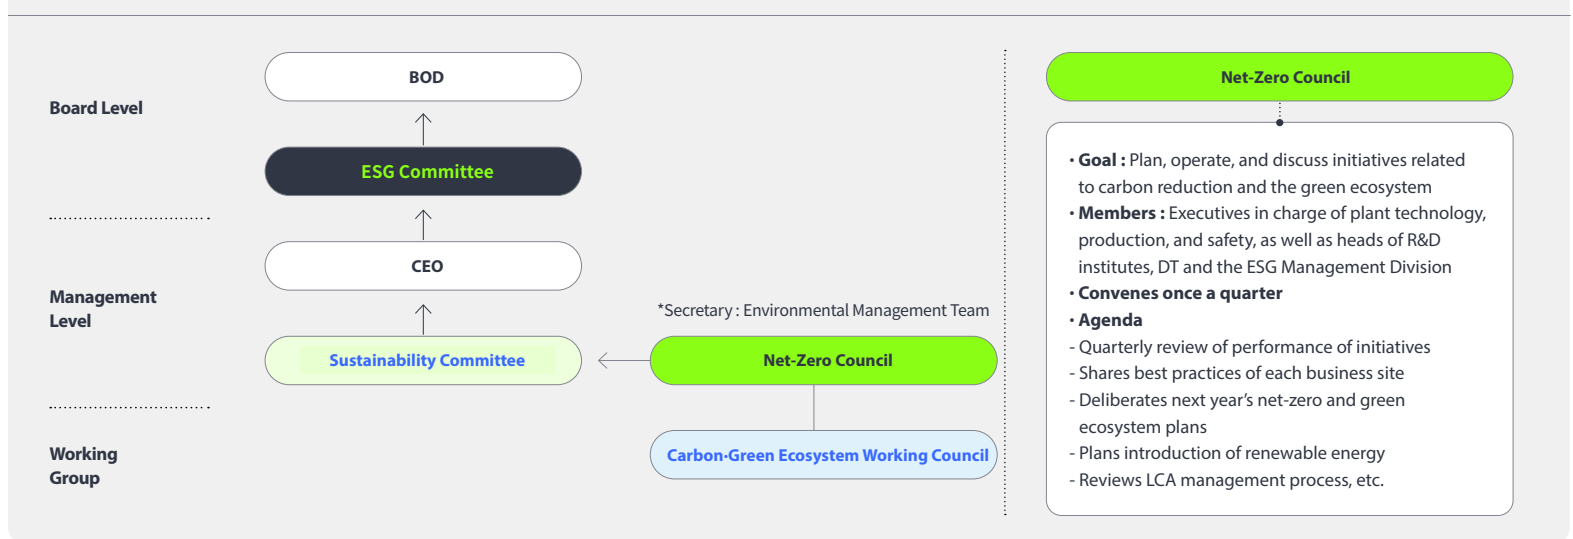 Board Level
BOD
ESG Committee
Management
Level
CEO
Sustainability Committee
*Secretary : Environmental Management Team
Net-Zero Council
Working
Group
Carbon·Green Ecosystem Working Council
Net-Zero Council
· Goal : Plan, operate, and discuss initiatives related
to carbon reduction and the green ecosystem
· Members : Executives in charge of plant technology,
production, and safety, as well as heads of R&D
institutes, DT and the ESG Management Division
· Convenes once a quarter
· Agenda
- Quarterly review of performance of initiatives
- Shares best practices of each business site
- Deliberates next year’s net-zero and green
ecosystem plans
- Plans introduction of renewable energy
- Reviews LCA management process, etc.